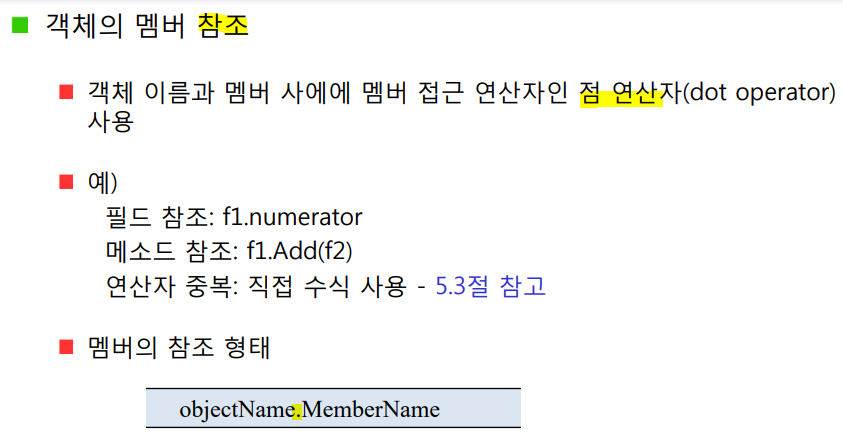 객체의 멤버 참조
객체 이름과 멤버 사에에 멤버 접근 연산자인 점 연산자(dot operator)
사용
예)
필드 참조: f1.numerator
메소드 참조: f1.Add(f2)
연산자 중복: 직접 수식 사용 - 5.3절 참고
멤버의 참조 형태
objectName.MemberName